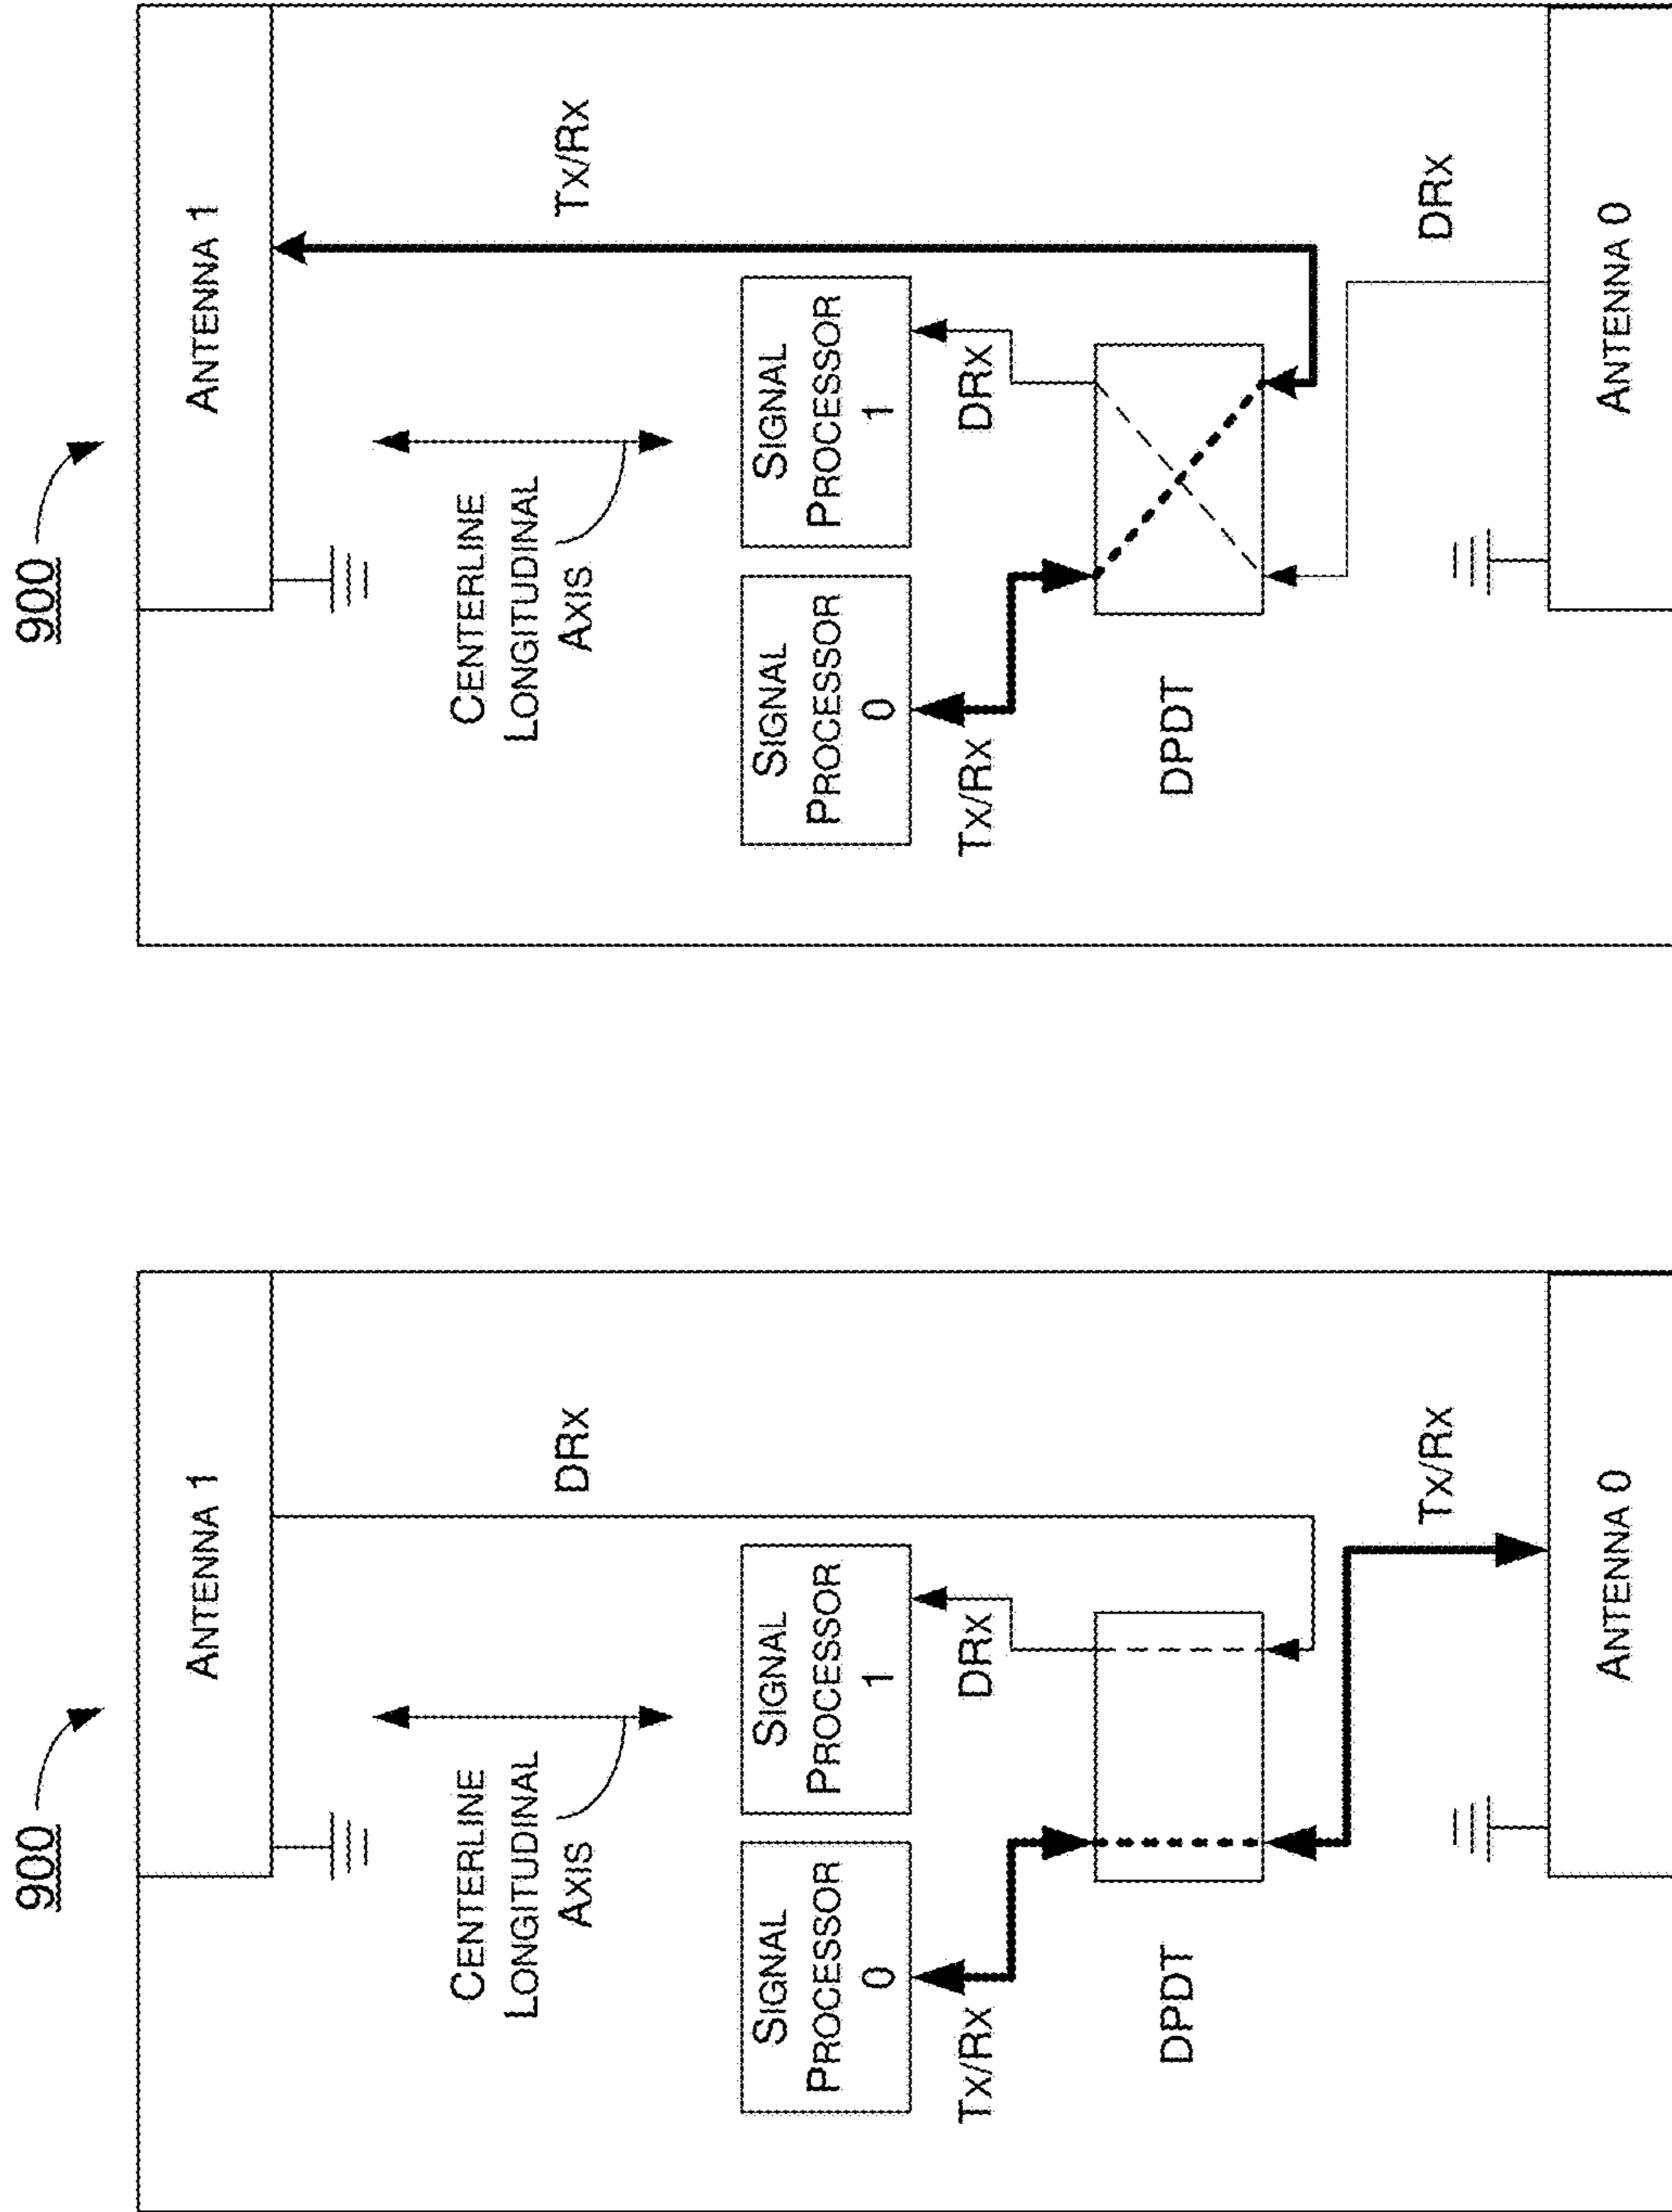 900
ANTENNA 1
CENTERLINE
LONGITUDINAL
AXIS
DRX
SIGNAL
PROCESSOR
0
SIGNAL
PROCESSOR
1
TX/RX
DRX
DPDT
TX/RX
ANTENNA 0
900
ANTENNA 1
CENTERLINE
LONGITUDINAL
AXIS
TX/RX
SIGNAL
PROCESSOR
0
SIGNAL
PROCESSOR
1
TX/RX
DRX
DPDT
DRX
ANTENNA 0